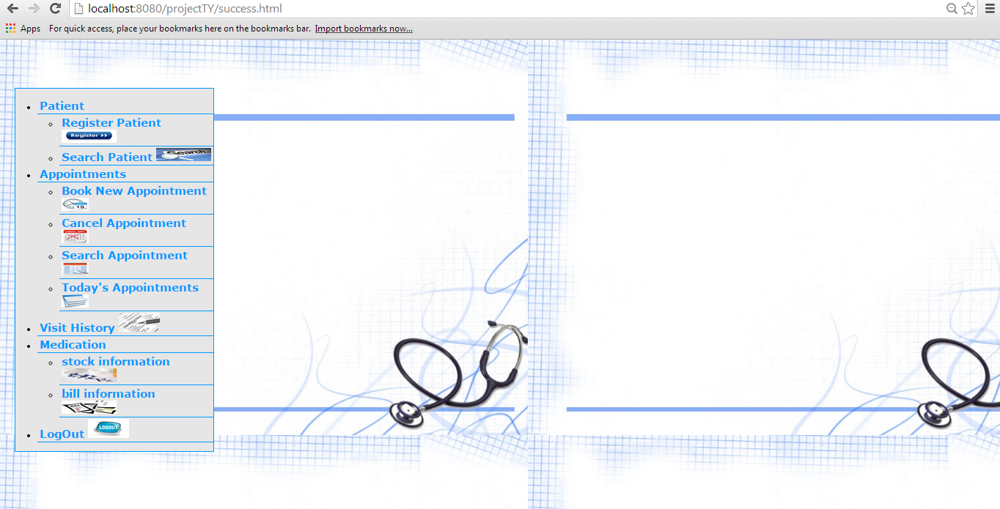 localhost:8080/projectTY/success.html
Apps For quick access, place your bookmarks here on the bookmarks bar. Import bookmarks now...
Patient
Register Patient
Register
Search Patient Search
Appointments
Book New Appointment
15
Cancel Appointment
Search Appointment
Today's Appointments
Visit History
Medication
stock information
bill information
LogOut LOGOUT